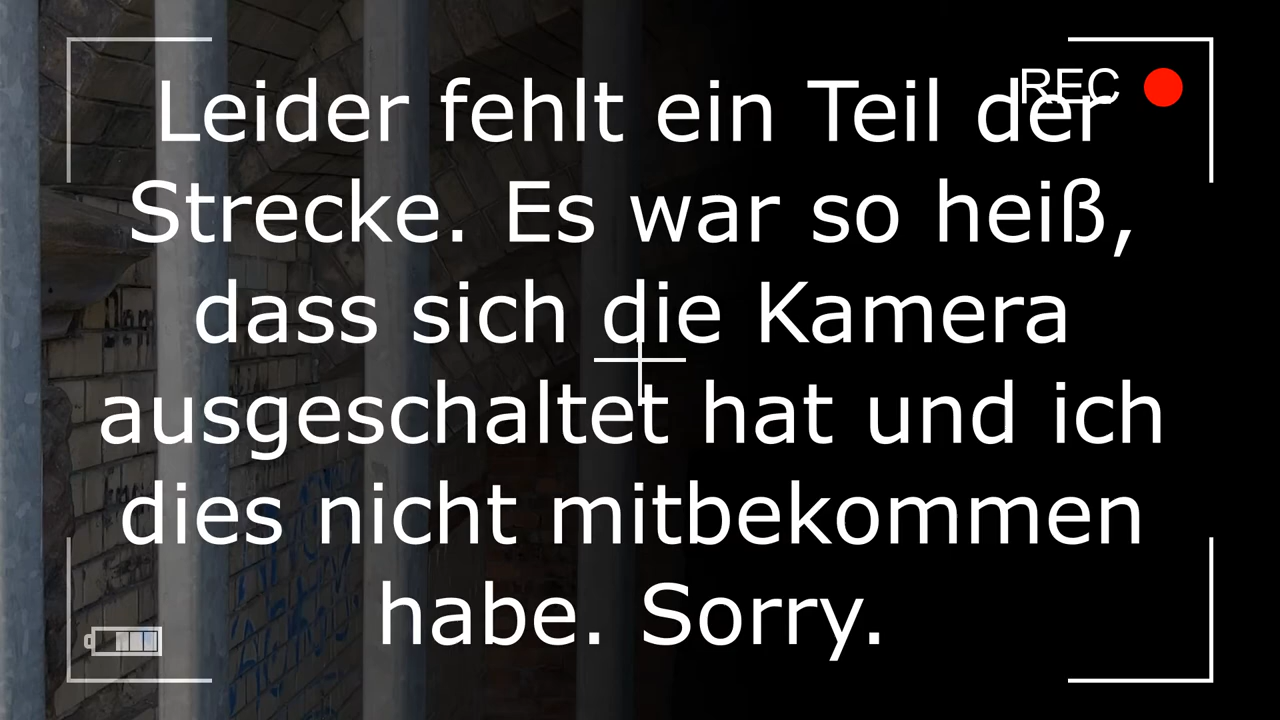 REC
Leider fehlt ein Teil der
Strecke. Es war so heiß,
dass sich die Kamera
ausgeschaltet hat und ich
dies nicht mitbekommen
habe. Sorry.